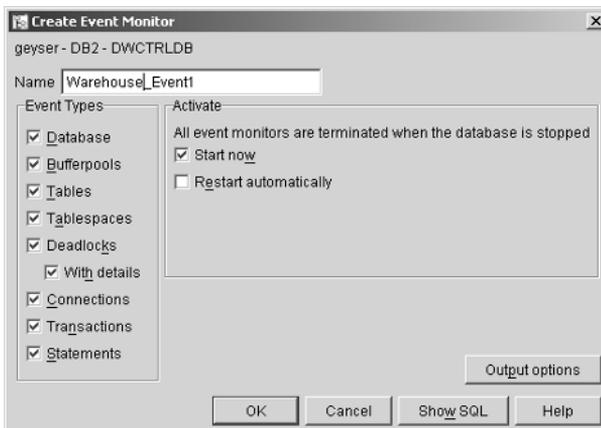 Create Event Monitor
geyser - DB2 - DWCTRLDB
Name Warehouse_Event1
Event Types
Database
Bufferpools
Tables
Tablespaces
Deadlocks
With details
Connections
Transactions
Statements
Activate
All event monitors are terminated when the database is stopped
Start now
Restart automatically
Output options
OK Cancel Show SQL Help